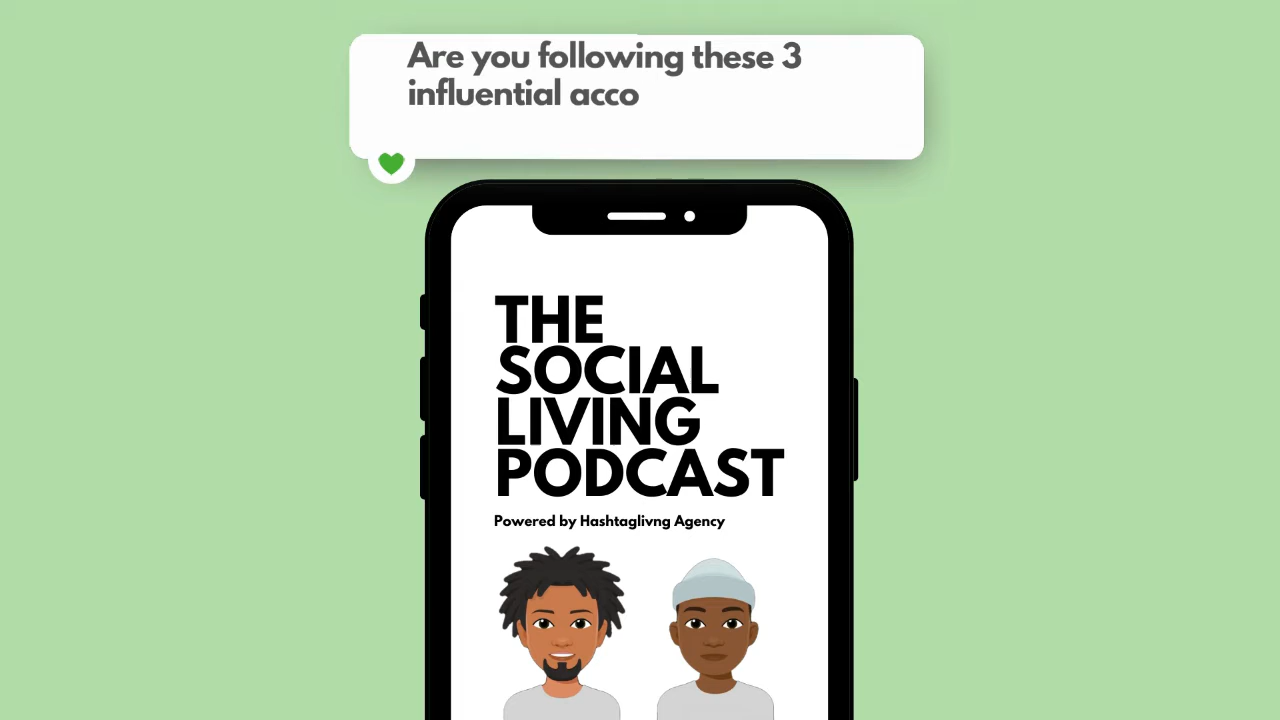 Are you following these 3
influential acco
THE
SOCIAL
LIVING
PODCAST
Powered by Hashtaglivng Agency